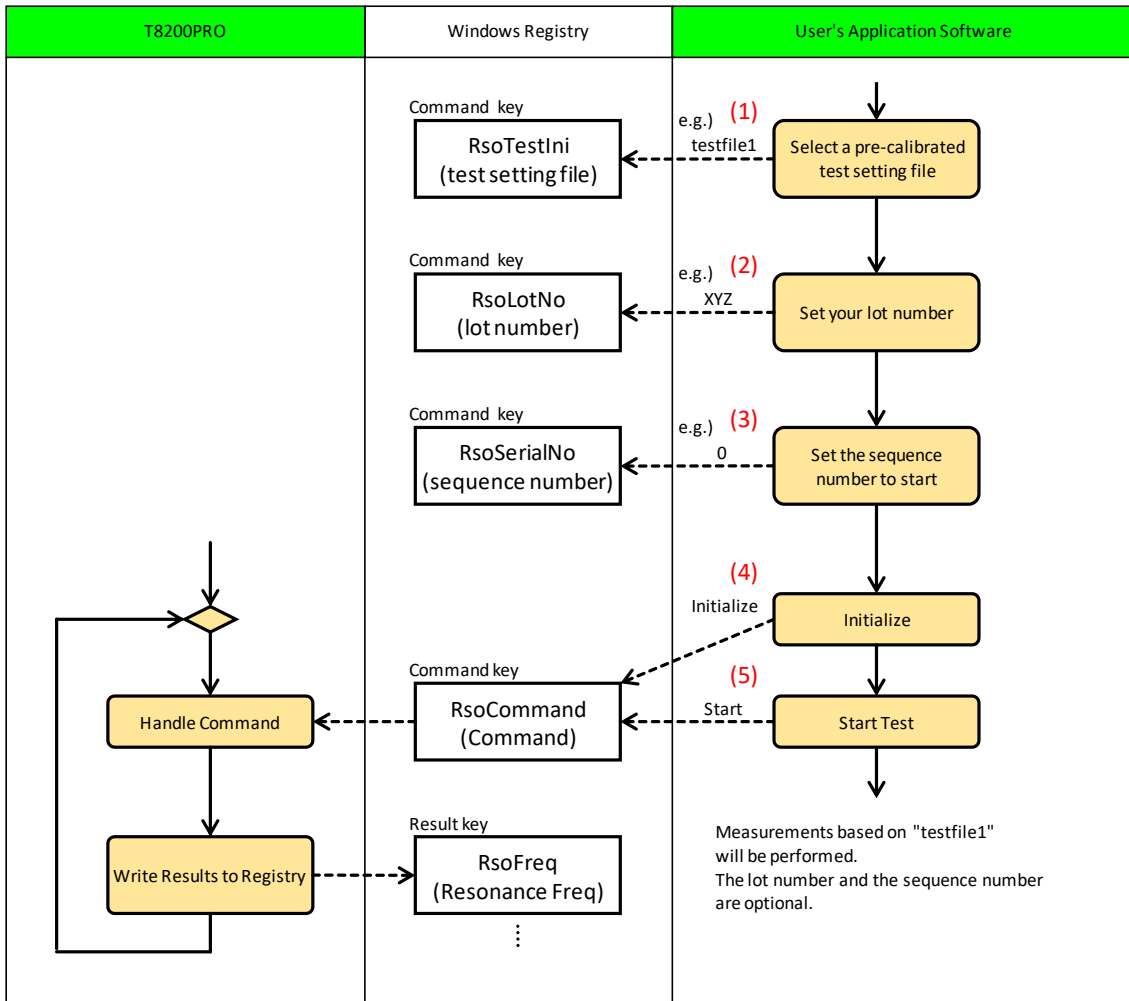 T8200PRO
Windows Registry
User's Application Software
Command key
RsoTestIni
(test setting file)
e.g.)
(1)
testfile1
Select a pre-calibrated
test setting file
Command key
RsoLotNo
(lot number)
e.g.)
(2)
XYZ
Set your lot number
Command key
RsoSerialNo
(sequence number)
e.g.)
(3)
0
Set the sequence
number to start
(4)
Initialize
Initialize
Command key
RsoCommand
(Command)
(5)
Start
Start Test
Handle Command
Result key
RsoFreq
(Resonance Freq)
Write Results to Registry
Measurements based on "testfile1"
will be performed.
The lot number and the sequence number
are optional.